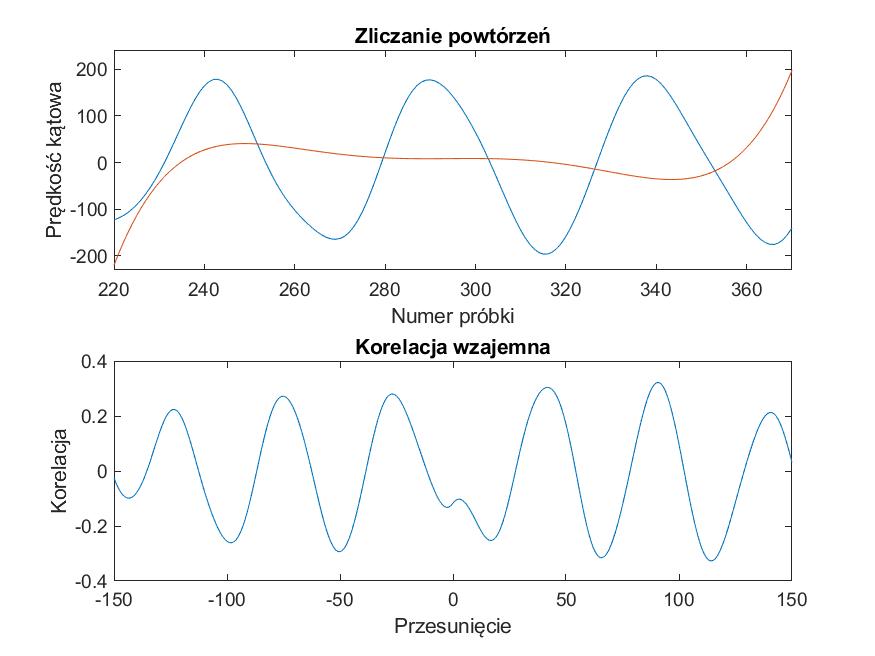 Zliczanie powtórzeń
200
100
0
-100
-200
Prędkość kątowa
220 240 260 280 300 320 340 360
Numer próbki
Korelacja wzajemna
0.4
0.2
0
-0.2
-0.4
Korelacja
-150 -100 -50 0 50 100 150
Przesunięcie